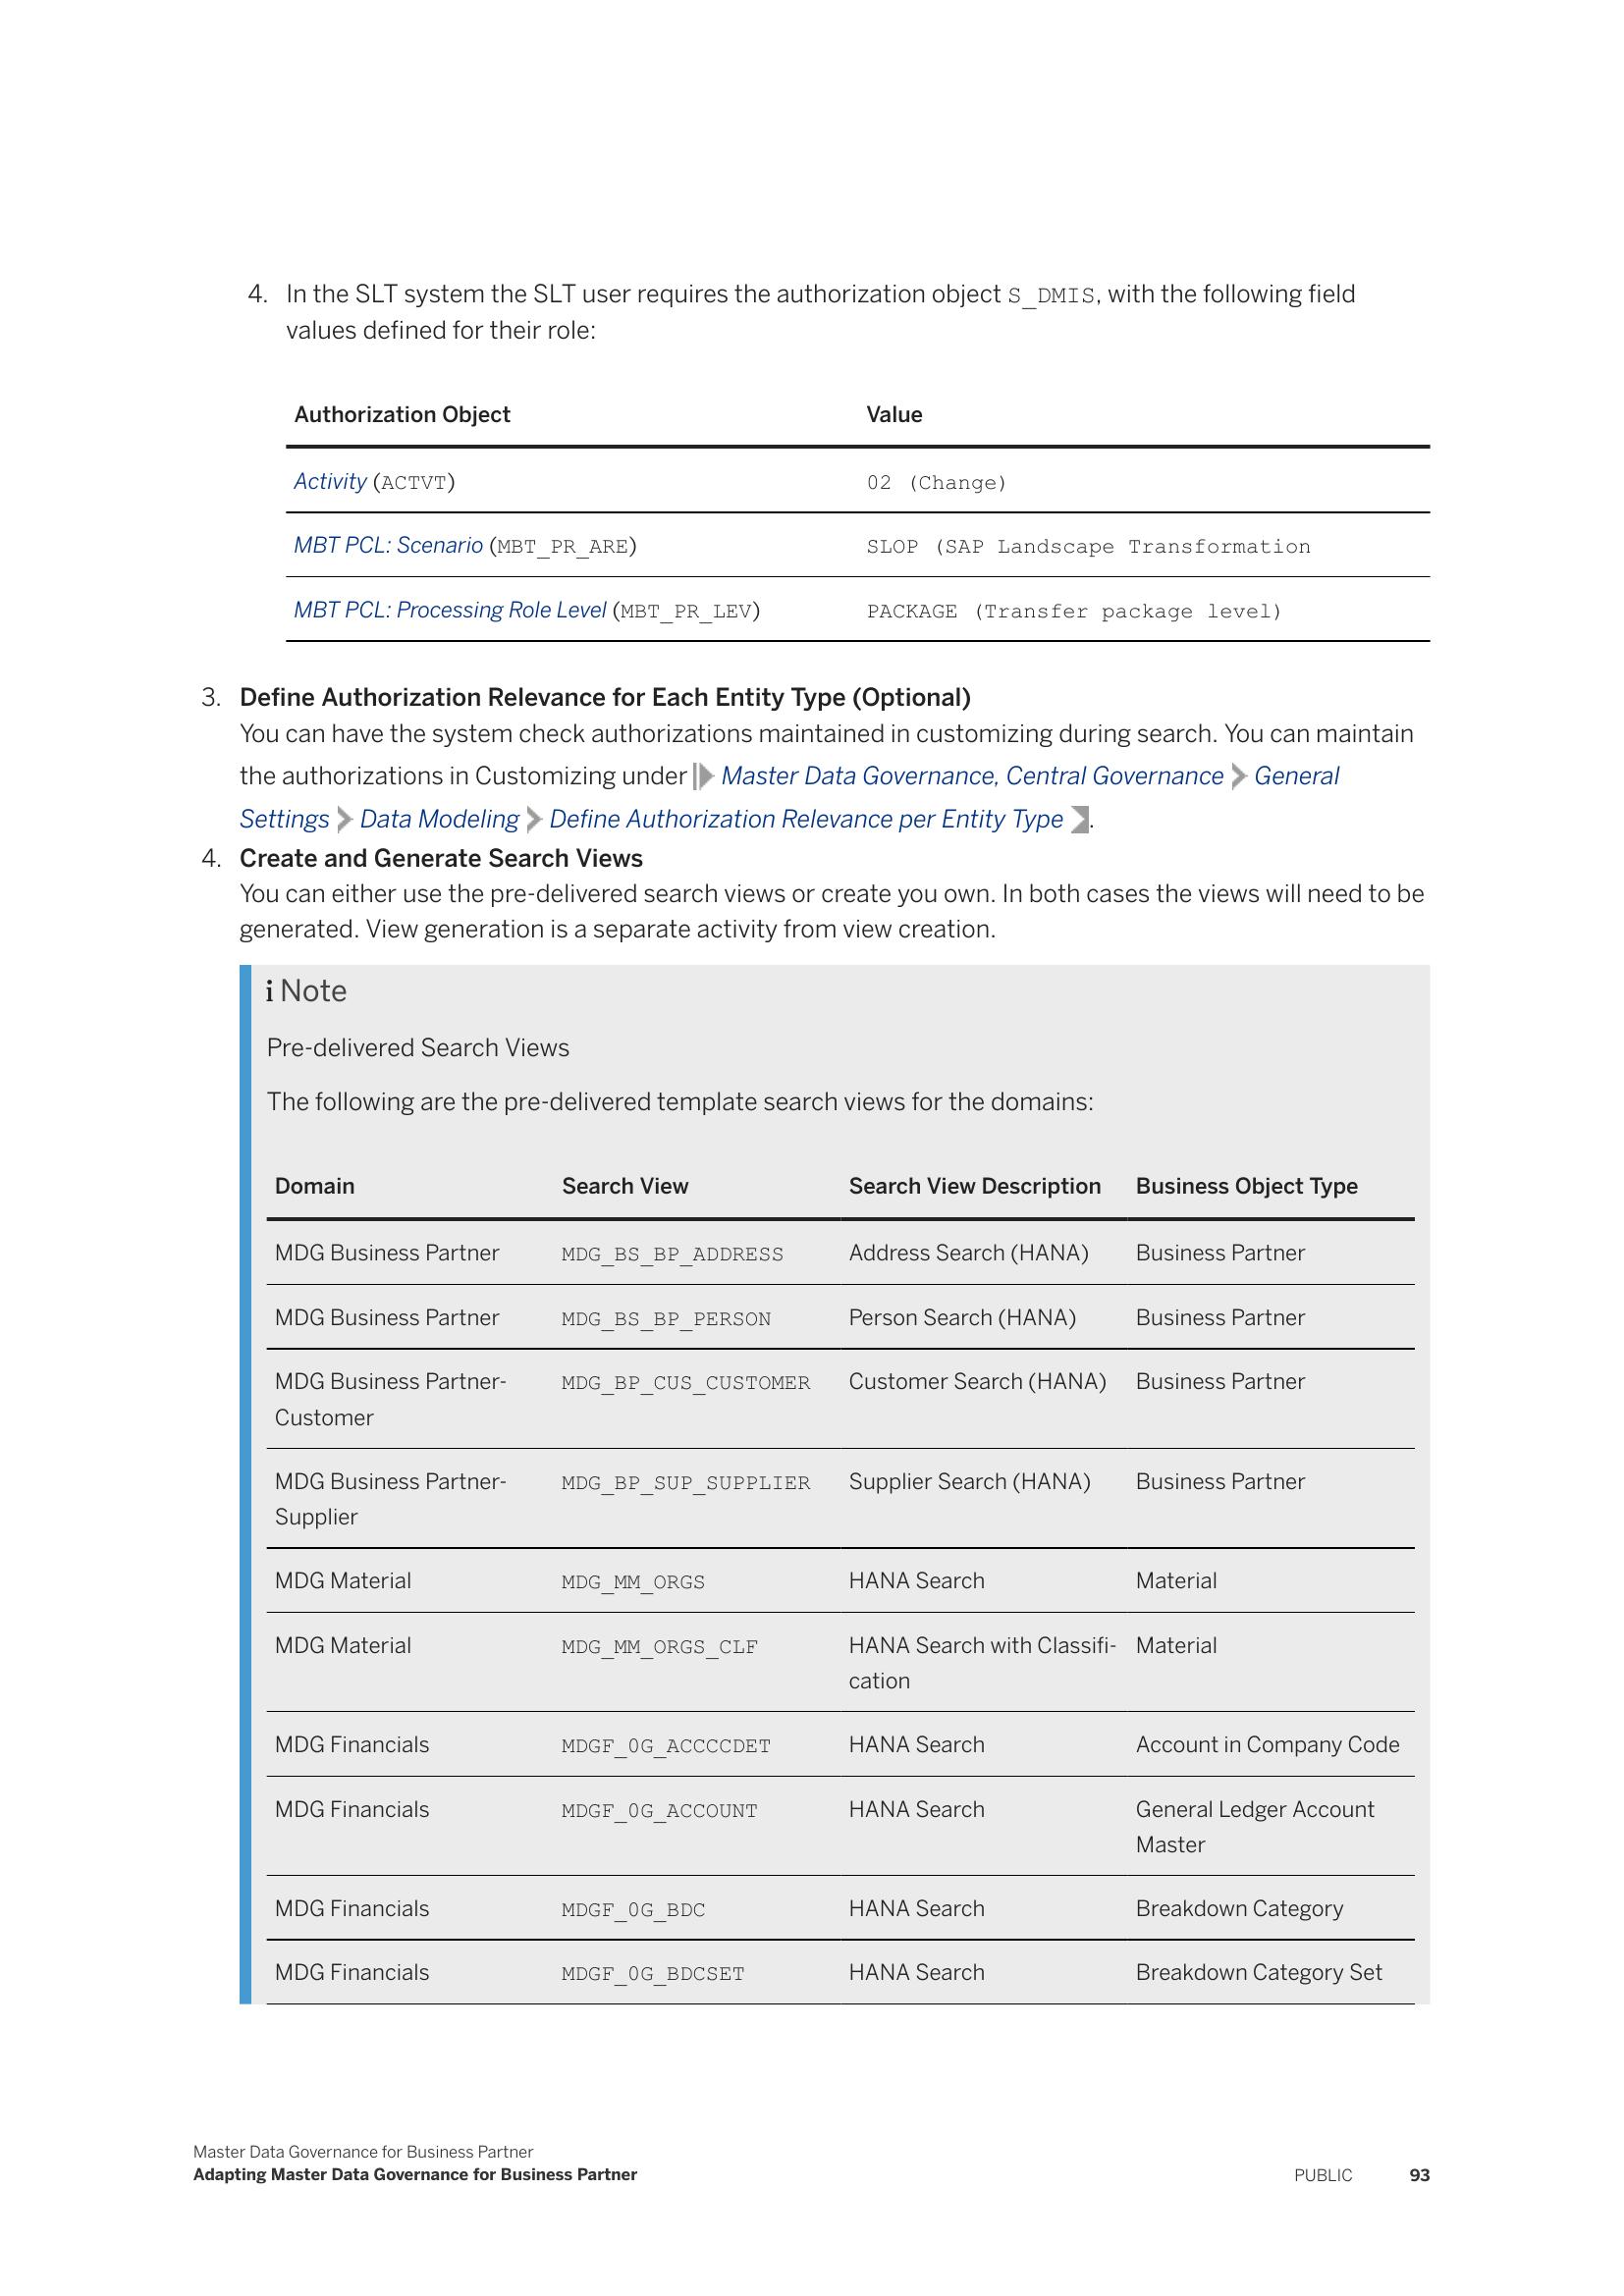 4. In the SLT system the SLT user requires the authorization object S_DMIS, with the following field
values defined for their role:
Authorization Object Value
Activity (ACTVT) 02 (Change)
MBT PCL: Scenario (MBT_PR_ARE) SLOP (SAP Landscape Transformation
MBT PCL: Processing Role Level (MBT_PR_LEV) PACKAGE (Transfer package level)
3. Define Authorization Relevance for Each Entity Type (Optional)
You can have the system check authorizations maintained in customizing during search. You can maintain
the authorizations in Customizing under Master Data Governance, Central Governance General
Settings Data Modeling Define Authorization Relevance per Entity Type .
4. Create and Generate Search Views
You can either use the pre-delivered search views or create you own. In both cases the views will need to be
generated. View generation is a separate activity from view creation.
i Note
Pre-delivered Search Views
The following are the pre-delivered template search views for the domains:
Domain Search View Search View Description Business Object Type
MDG Business Partner MDG_BS_BP_ADDRESS Address Search (HANA) Business Partner
MDG Business Partner MDG_BS_BP_PERSON Person Search (HANA) Business Partner
MDG Business Partner- MDG_BP_CUS_CUSTOMER Customer Search (HANA) Business Partner
Customer
MDG Business Partner- MDG_BP_SUP_SUPPLIER Supplier Search (HANA) Business Partner
Supplier
MDG Material MDG_MM_ORGS HANA Search Material
MDG Material MDG_MM_ORGS_CLF HANA Search with Classifi- Material
cation
MDG Financials MDGF_0G_ACCCCDET HANA Search Account in Company Code
MDG Financials MDGF_0G_ACCOUNT HANA Search General Ledger Account
Master
MDG Financials MDGF_0G_BDC HANA Search Breakdown Category
MDG Financials MDGF_0G_BDCSET HANA Search Breakdown Category Set
Master Data Governance for Business Partner
Adapting Master Data Governance for Business Partner PUBLIC 93